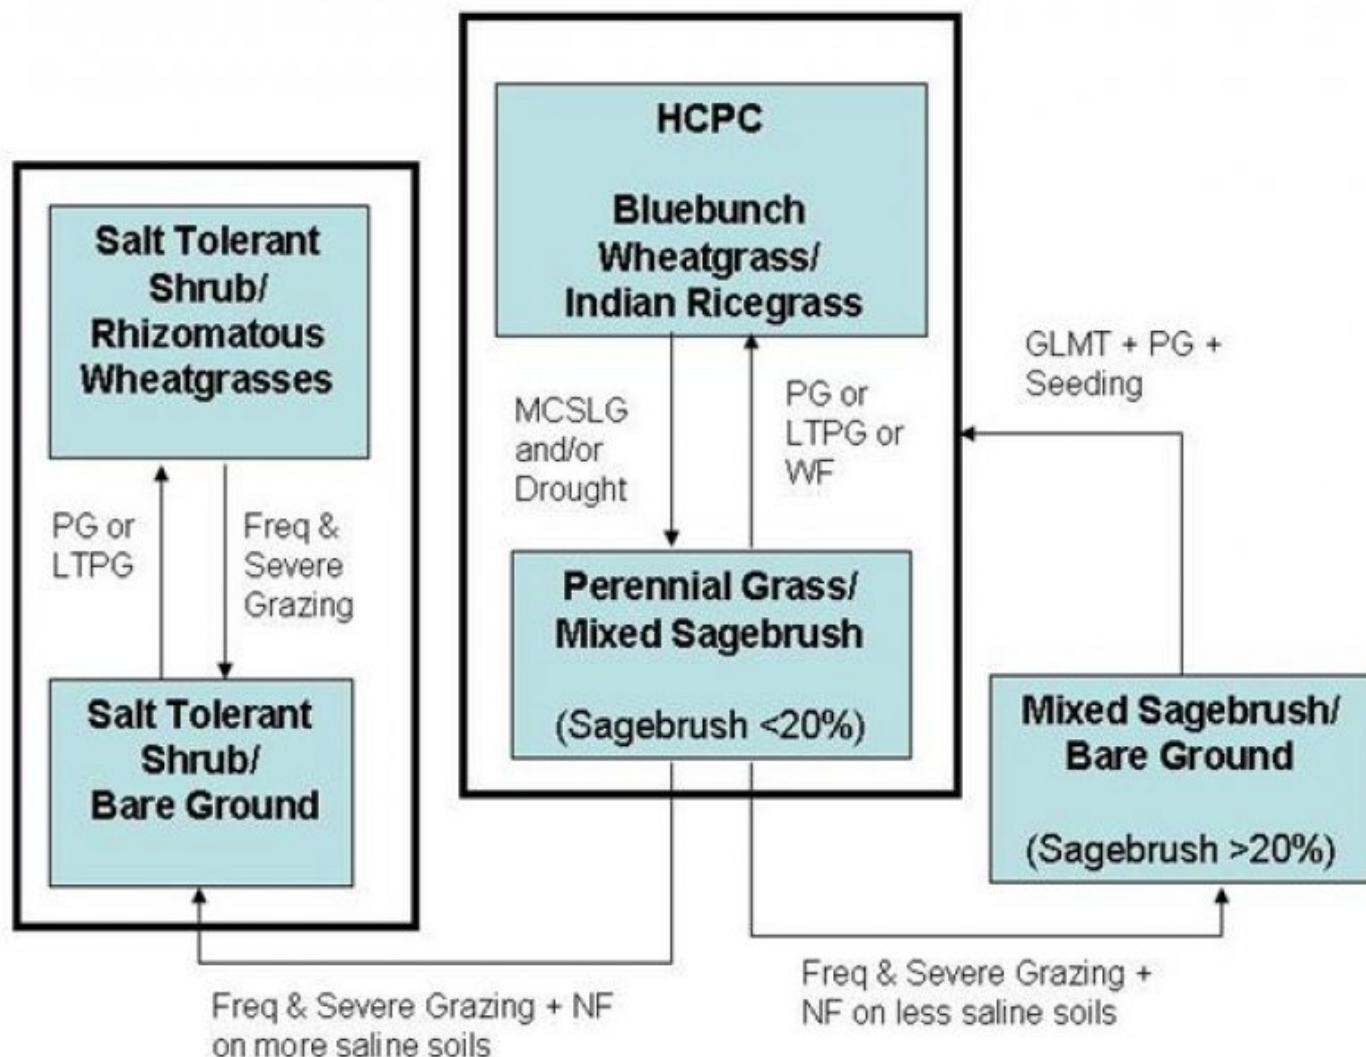 HCPC
Bluebunch
Wheatgrass/
Indian Ricegrass
Salt Tolerant
Shrub/
Rhizomatous
Wheatgrasses
GLMT + PG +
Seeding
MCSLG
and/or
Drought
PG or
LTPG or
WF
PG or
LTPG
Freq &
Severe
Grazing
Perennial Grass/
Mixed Sagebrush
(Sagebrush <20%)
Salt Tolerant
Shrub/
Bare Ground
Mixed Sagebrush/
Bare Ground
(Sagebrush >20%)
Freq & Severe Grazing + NF
on more saline soils
Freq & Severe Grazing +
NF on less saline soils